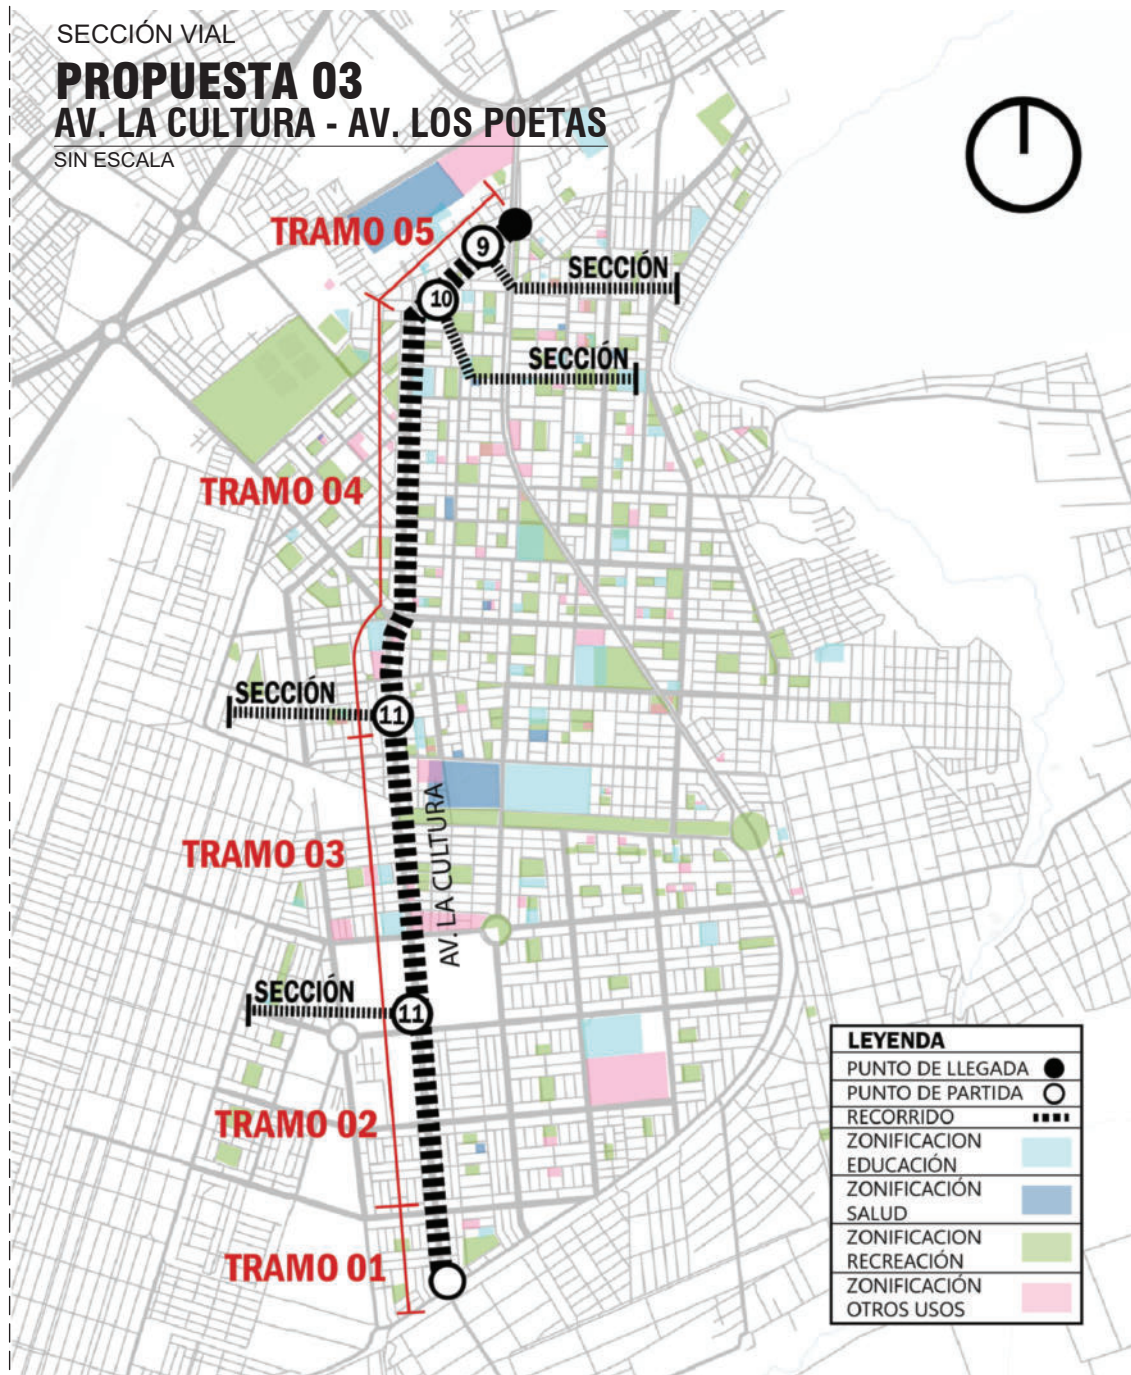 SECCIÓN VIAL
PROPUESTA 03
AV. LA CULTURA - AV. LOS POETAS
SIN ESCALA
TRAMO 05
9
SECCIÓN
10
SECCIÓN
TRAMO 04
SECCIÓN
11
AV. LA CULTURA
TRAMO 03
SECCIÓN
11
TRAMO 02
TRAMO 01
LEYENDA
PUNTO DE LLEGADA
PUNTO DE PARTIDA
RECORRIDO
ZONIFICACION
EDUCACIÓN
ZONIFICACIÓN
SALUD
ZONIFICACION
RECREACIÓN
ZONIFICACIÓN
OTROS USOS